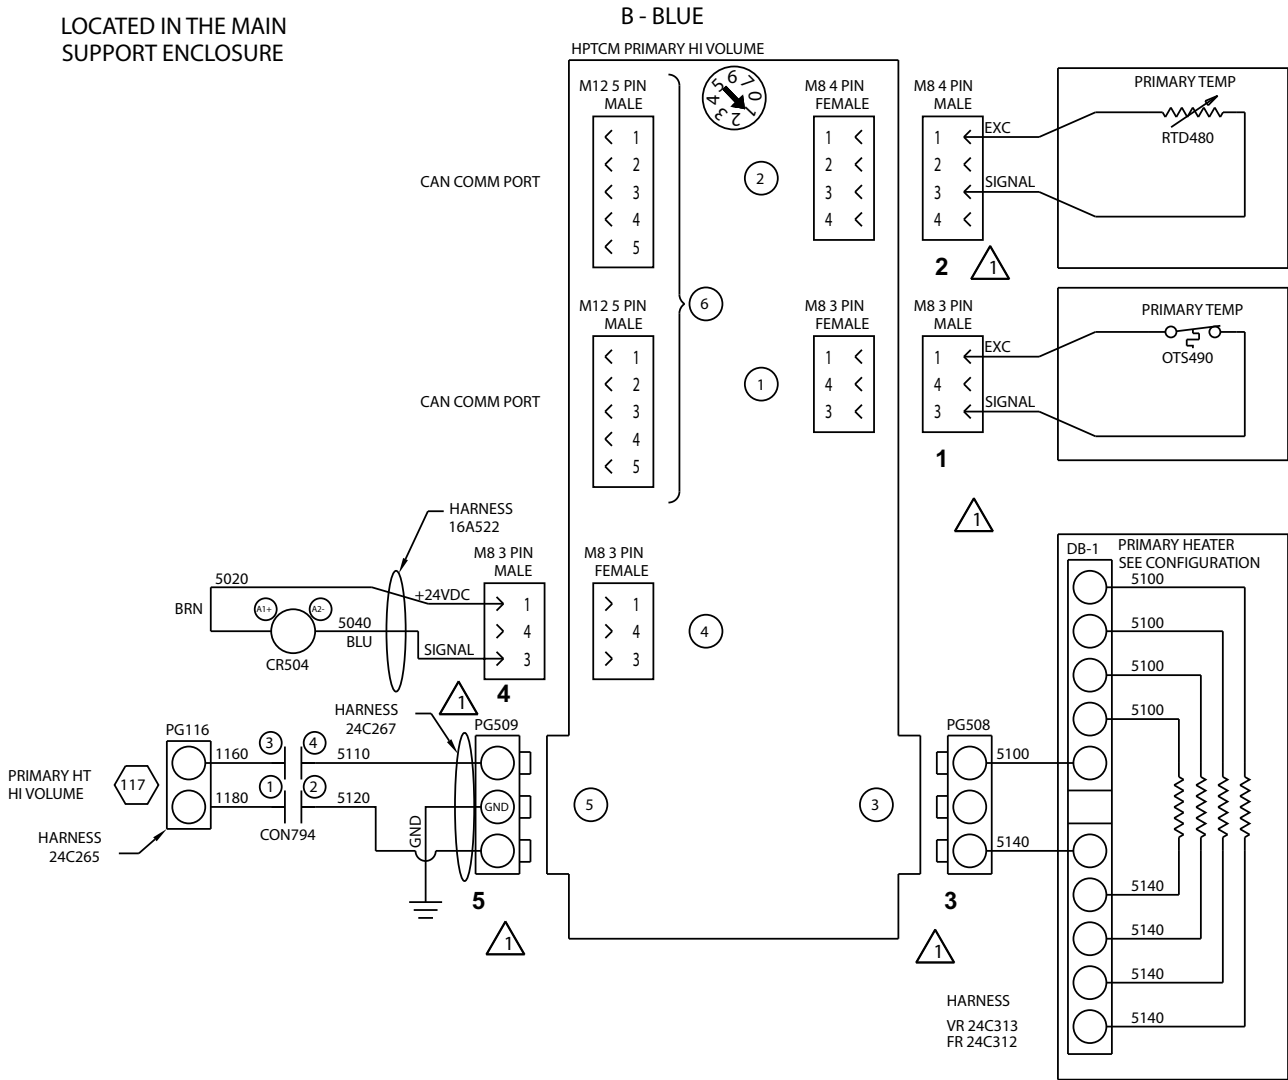 LOCATED IN THE MAIN
SUPPORT ENCLOSURE
B - BLUE
HPTCM PRIMARY HI VOLUME
0
1
2
3
4
5
6
7
M12 5 PIN
MALE
1
2
3
4
5
CAN COMM PORT
M12 5 PIN
MALE
1
2
3
4
5
CAN COMM PORT
6
2
M8 4 PIN
FEMALE
1
2
3
4
M8 4 PIN
MALE
1
2
3
4
EXC
SIGNAL
2
1
PRIMARY TEMP
RTD480
1
M8 3 PIN
FEMALE
1
4
3
M8 3 PIN
MALE
1
4
3
EXC
SIGNAL
1
1
PRIMARY TEMP
OTS490
HARNESS
16A522
M8 3 PIN
MALE
1
4
3
M8 3 PIN
FEMALE
1
4
3
4
5020
BRN
A1+
A2-
CR504
5040
BLU
+24VDC
SIGNAL
4
1
HARNESS
24C267
PG509
GND
GND
5
1
5
PG116
1160
1180
3
4
1
2
5110
5120
CON794
PRIMARY HT
HI VOLUME
117
HARNESS
24C265
3
PG508
5100
5140
3
1
HARNESS
VR 24C313
FR 24C312
DB-1
PRIMARY HEATER
SEE CONFIGURATION
5100
5100
5100
5100
5140
5140
5140
5140